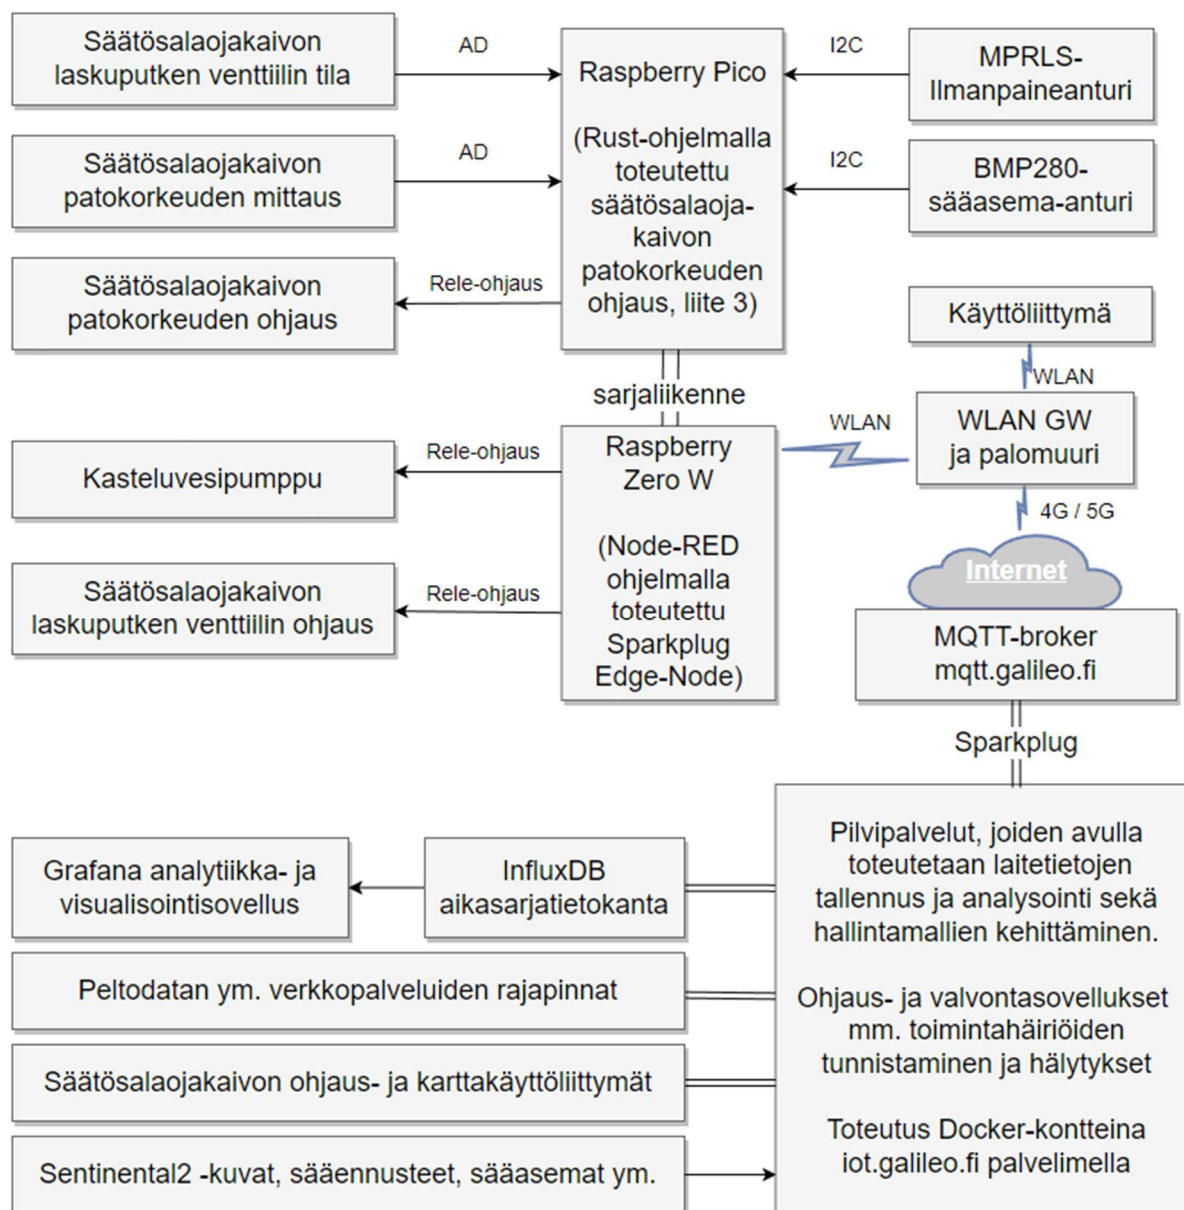 Säätösalaojakaivon
laskuputken venttiilin tila
AD
Säätösalaojakaivon
patokorkeuden mittaus
AD
Säätösalaojakaivon
patokorkeuden ohjaus
Rele-ohjaus
Raspberry Pico
(Rust-ohjelmalla
toteutettu
säätösalaoja-
kaivon
patokorkeuden
ohjaus, liite 3)
I2C
MPRLS-
Ilmanpaineanturi
I2C
BMP280-
sääasema-anturi
Käyttöliittymä
WLAN
sarjaliikenne
WLAN
WLAN GW
ja palomuuri
Kasteluvesipumppu
Rele-ohjaus
Raspberry
Zero W
(Node-RED
ohjelmalla
toteutettu
Sparkplug
Edge-Node)
4G / 5G
Internet
Säätösalaojakaivon
laskuputken venttiilin ohjaus
Rele-ohjaus
MQTT-broker
mqtt.galileo.fi
Sparkplug
Grafana analytiikka- ja
visualisointisovellus
InfluxDB
aikasarjatietokanta
Pilvipalvelut, joiden avulla
toteutetaan laitetietojen
tallennus ja analysointi sekä
hallintamallien kehittäminen.
Ohjaus- ja valvontasovellukset
mm. toimintahäiriöiden
tunnistaminen ja hälytykset
Toteutus Docker-kontteina
iot.galileo.fi palvelimella
Peltodatan ym. verkkopalveluiden rajapinnat
Säätösalaojakaivon ohjaus- ja karttakäyttöliittymät
Sentinental2 -kuvat, sääennusteet, sääasemat ym.